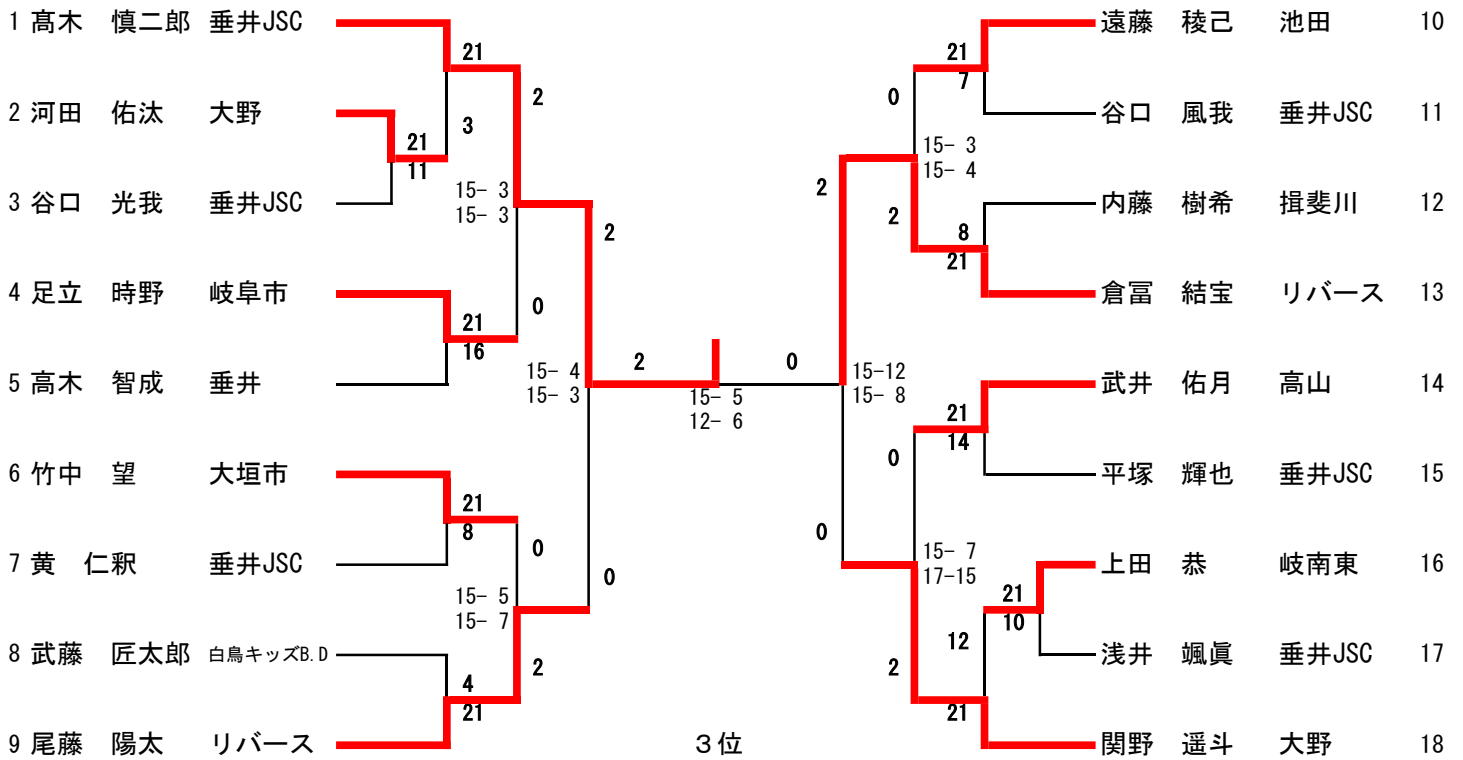 1 髙木 慎二郎 垂井JSC
遠藤 稜己 池田 10
21
21
7
2
0
2 河田 佑汰 大野
谷口 風我 垂井JSC 11
3
21
11
15- 3
15- 4
15- 3
15- 3
2
2
3 谷口 光我 垂井JSC
内藤 樹希 揖斐川 12
2
8
21
4 足立 時野 岐阜市
倉冨 結宝 リバース 13
0
21
16
2
0
15- 4
15- 3
15-12
15- 8
5 高木 智成 垂井
武井 佑月 高山 14
15- 5
12- 6
21
14
0
6 竹中 望 大垣市
平塚 輝也 垂井JSC 15
21
8
0
0
7 黄 仁釈 垂井JSC
上田 恭 岐南東 16
15- 7
17-15
0
15- 5
15- 7
21
10
12
8 武藤 匠太郎 白鳥キッズB.D
浅井 颯眞 垂井JSC 17
2
2
4
21
21
9 尾藤 陽太 リバース
3位
関野 遥斗 大野 18